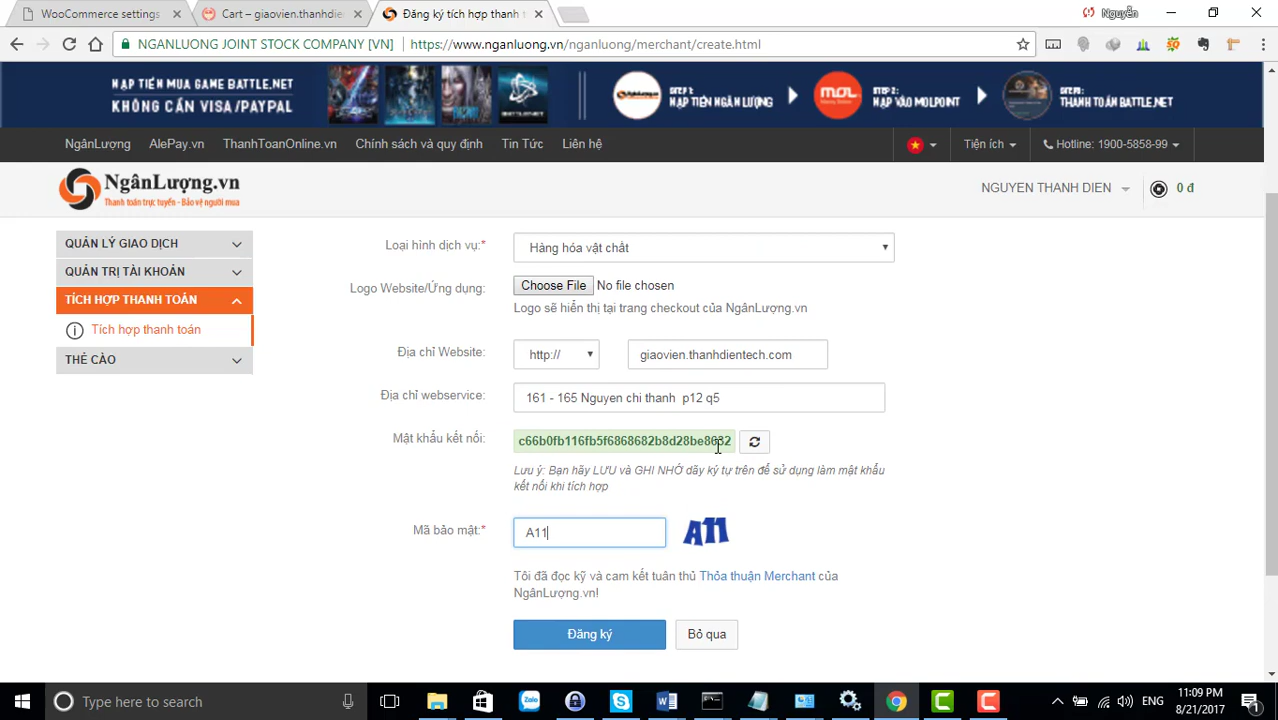 WooCommerce settings
Cart – giaovien.thanhdien
Đăng ký tích hợp thanh t
Nguyễn
NGANLUONG JOINT STOCK COMPANY [VN]
https://www.nganluong.vn/nganluong/merchant/create.html
NẠP TIỀN MUA GAME BATTLE.NET
KHÔNG CẦN VISA/PAYPAL
STEP 1:
NẠP TIỀN NGÂN LƯỢNG
MOL
STEP 2:
NẠP VÀO MOLPOINT
THANH TOÁN BATTLE.NET
NgânLượng
AlePay.vn
ThanhToanOnline.vn
Chính sách và quy định
Tin Tức
Liên hệ
Tiện ích
Hotline: 1900-5858-99
NgânLượng.vn
Thanh toán trực tuyến - Bảo vệ người mua
NGUYEN THANH DIEN
0 đ
QUẢN LÝ GIAO DỊCH
QUẢN TRỊ TÀI KHOẢN
TÍCH HỢP THANH TOÁN
Tích hợp thanh toán
THẺ CÀO
Loại hình dịch vụ:*
Hàng hóa vật chất
Logo Website/Ứng dụng:
Choose File No file chosen
Logo sẽ hiển thị tại trang checkout của NgânLượng.vn
Địa chỉ Website:
http://
giaovien.thanhdientech.com
Địa chỉ webservice:
161 - 165 Nguyen chi thanh p12 q5
Mật khẩu kết nối:
Lưu ý: Bạn hãy LƯU và GHI NHỚ dãy ký tự trên để sử dụng làm mật khẩu
kết nối khi tích hợp
Mã bảo mật:*
A11
A11
Tôi đã đọc kỹ và cam kết tuân thủ Thỏa thuận Merchant của
NgânLượng.vn!
Đăng ký
Bỏ qua
Type here to search
Zalo
ENG
11:09 PM
8/21/2017